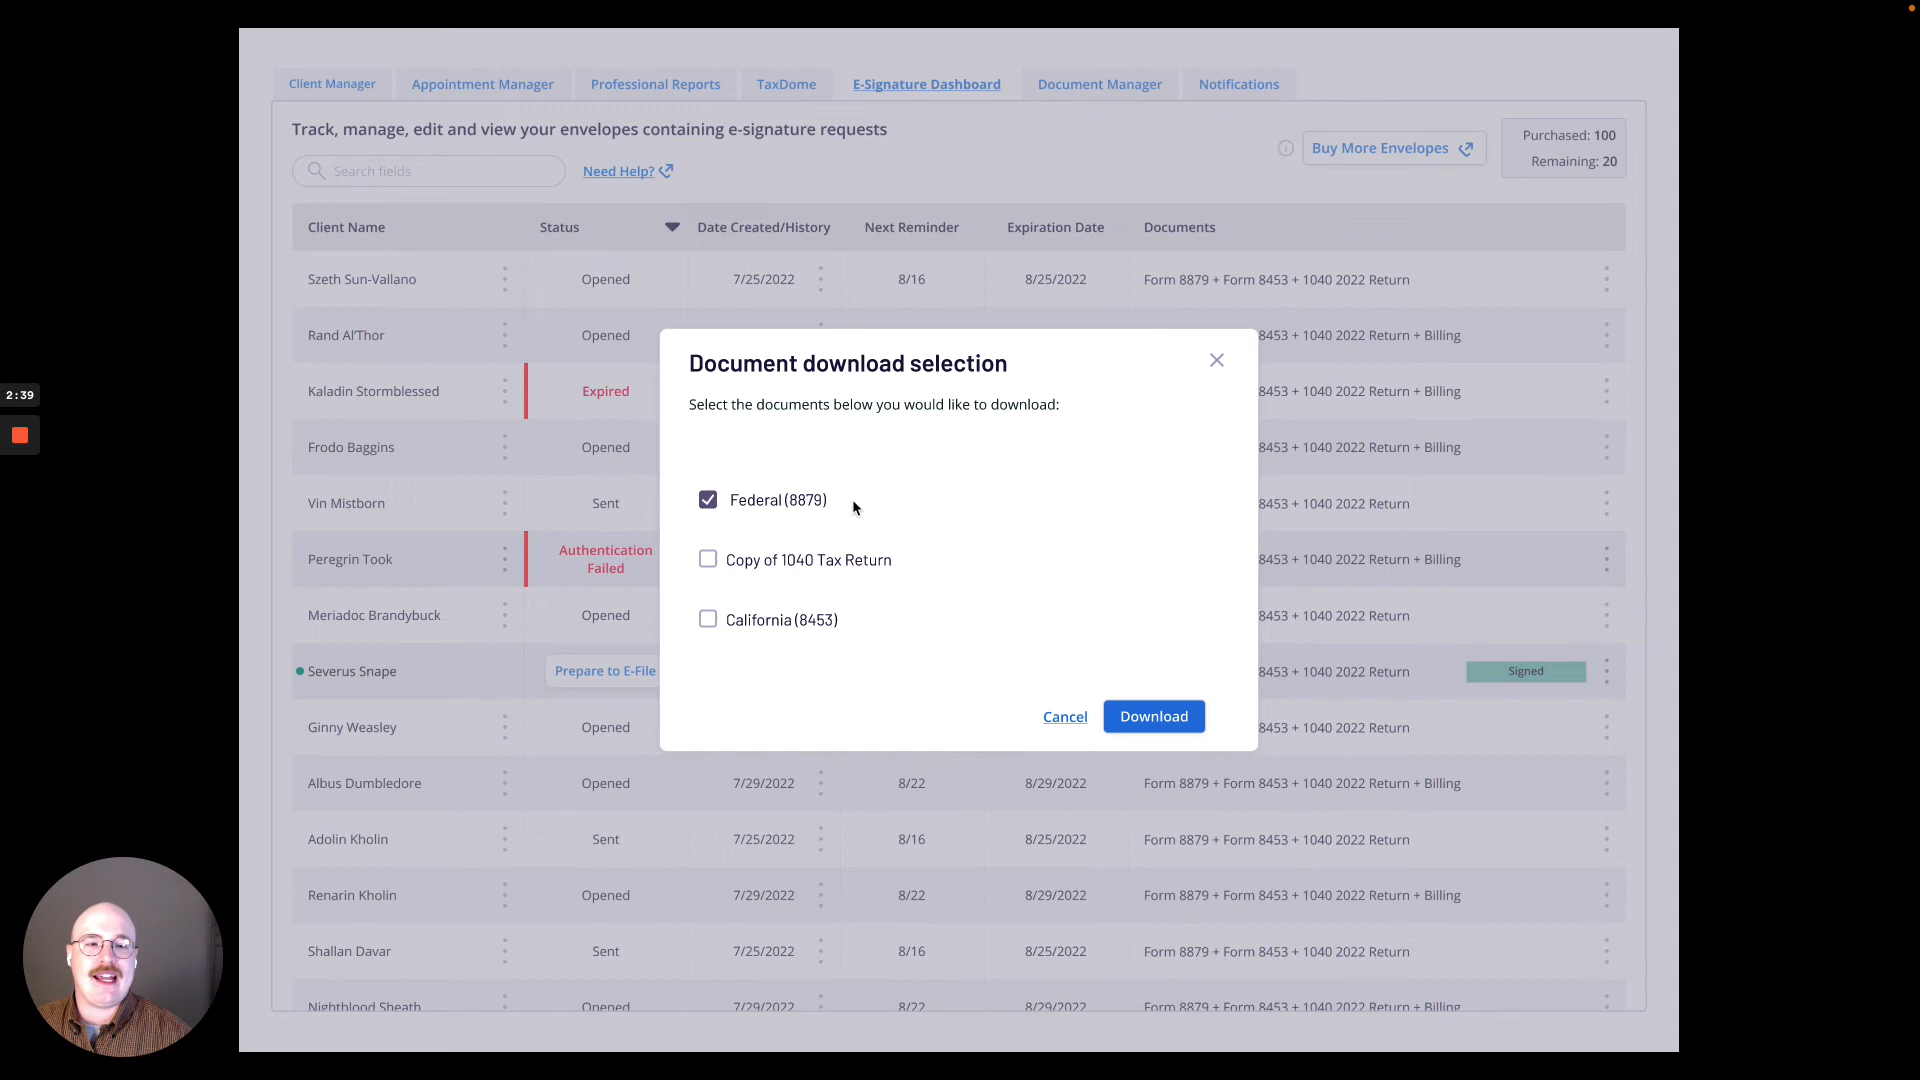 Client Manager
Appointment Manager
Professional Reports
TaxDome
E-Signature Dashboard
Document Manager
Notifications
Track, manage, edit and view your envelopes containing e-signature requests
Search fields
Need Help?
Buy More Envelopes
Purchased: 100
Remaining: 20
Client Name Status Date Created/History Next Reminder Expiration Date Documents
Szeth Sun-Vallano Opened 7/25/2022 8/16 8/25/2022 Form 8879 + Form 8453 + 1040 2022 Return
Rand Al'Thor Opened 8453 + 1040 2022 Return + Billing
Kaladin Stormblessed Expired 8453 + 1040 2022 Return + Billing
Frodo Baggins Opened 8453 + 1040 2022 Return + Billing
Vin Mistborn Sent 8453 + 1040 2022 Return + Billing
Peregrin Took Authentication Failed 8453 + 1040 2022 Return + Billing
Meriadoc Brandybuck Opened 8453 + 1040 2022 Return
Severus Snape Prepare to E-File 8453 + 1040 2022 Return Signed
Ginny Weasley Opened 8453 + 1040 2022 Return
Albus Dumbledore Opened 7/29/2022 8/22 8/29/2022 Form 8879 + Form 8453 + 1040 2022 Return + Billing
Adolin Kholin Sent 7/25/2022 8/16 8/25/2022 Form 8879 + Form 8453 + 1040 2022 Return
Renarin Kholin Opened 7/29/2022 8/22 8/29/2022 Form 8879 + Form 8453 + 1040 2022 Return + Billing
Shallan Davar Sent 7/25/2022 8/16 8/25/2022 Form 8879 + Form 8453 + 1040 2022 Return
Nightblood Sheath Opened 7/29/2022 8/22 8/29/2022 Form 8879 + Form 8453 + 1040 2022 Return + Billing
Document download selection
Select the documents below you would like to download:
Federal (8879)
Copy of 1040 Tax Return
California (8453)
Cancel
Download
2:39